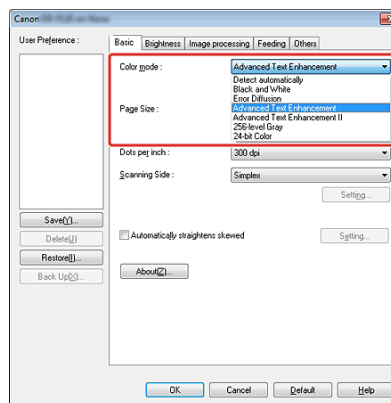 Canon
User Preference :
Basic Brightness Image processing Feeding Others
Color mode : Advanced Text Enhancement
Detect automatically
Black and White
Error Diffusion
Page Size : Advanced Text Enhancement
Advanced Text Enhancement II
256-level Gray
24-bit Color
Dots per inch : 300 dpi
Scanning Side : Simplex
Setting...
Save(Y)...
Automatically straightens skewed Setting...
Delete(J)
Restore(I)...
About(Z)...
Back Up(X)...
OK Cancel Default Help